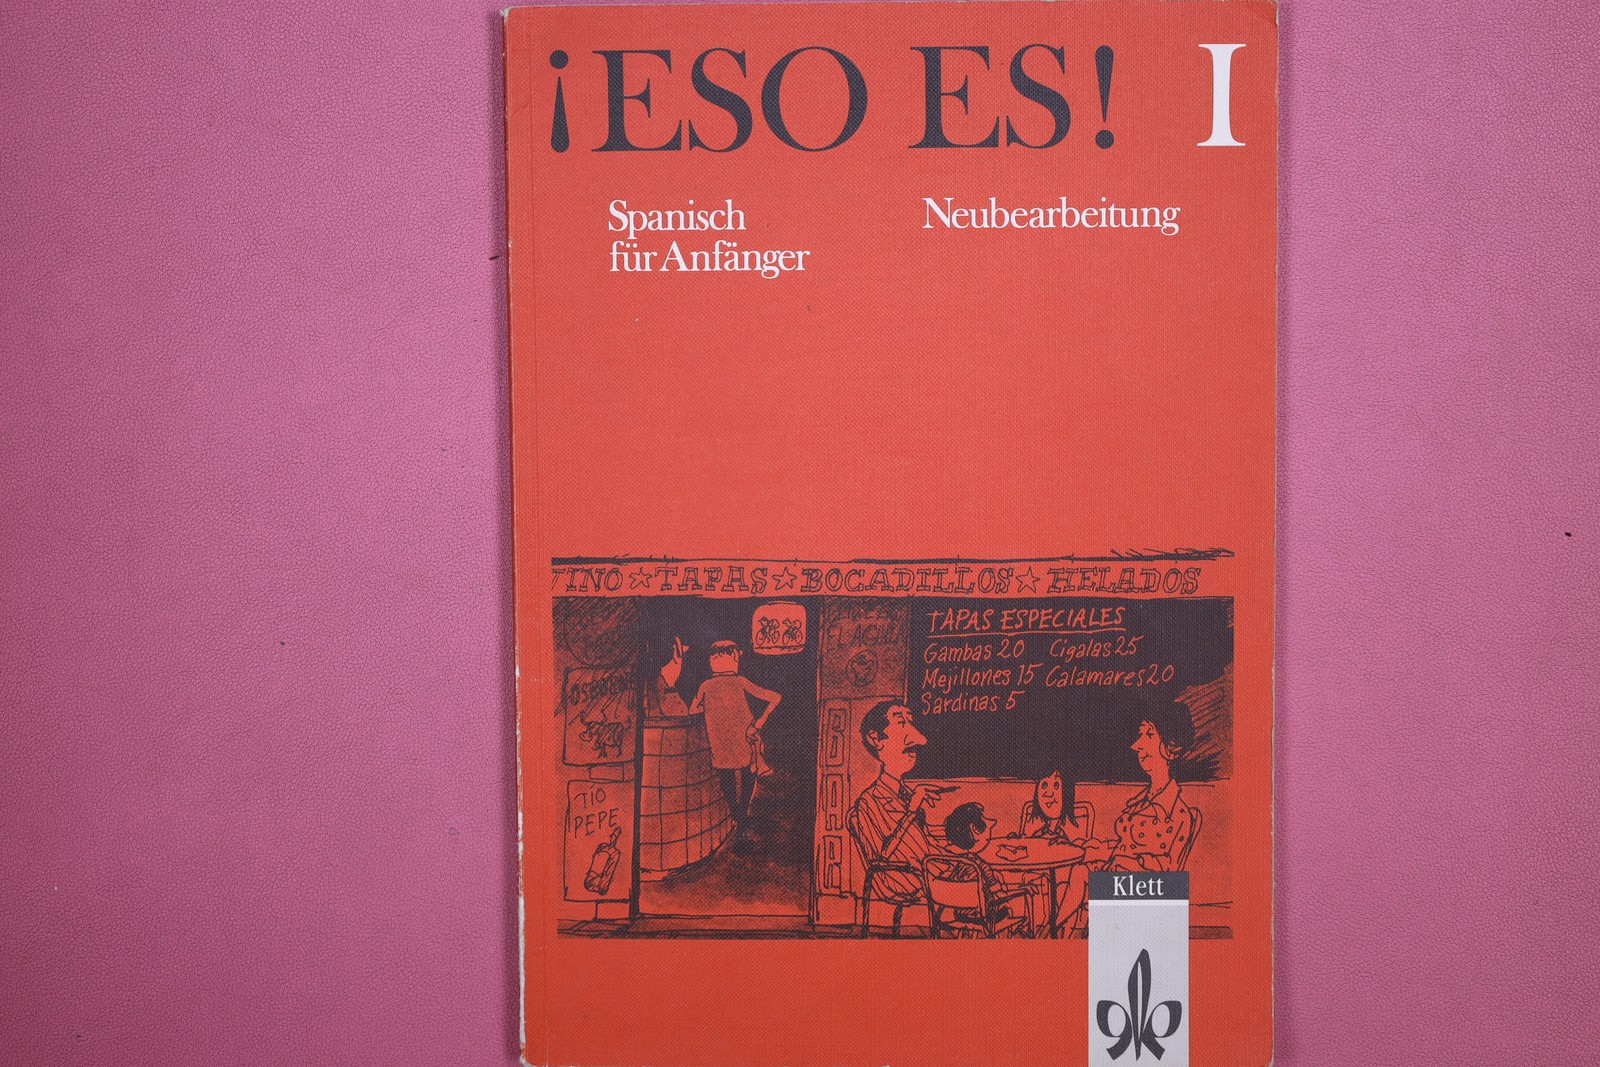 ¡ESO ES! I
Spanisch
für Anfänger
Neubearbeitung
VINO ☆ TAPAS ☆ BOCADILLOS ☆ HELADOS
TAPAS ESPECIALES
Gambas 20 Cigalas 25
Mejillones 15 Calamares 20
Sardinas 5
TIO
PEPE
BAR
Klett